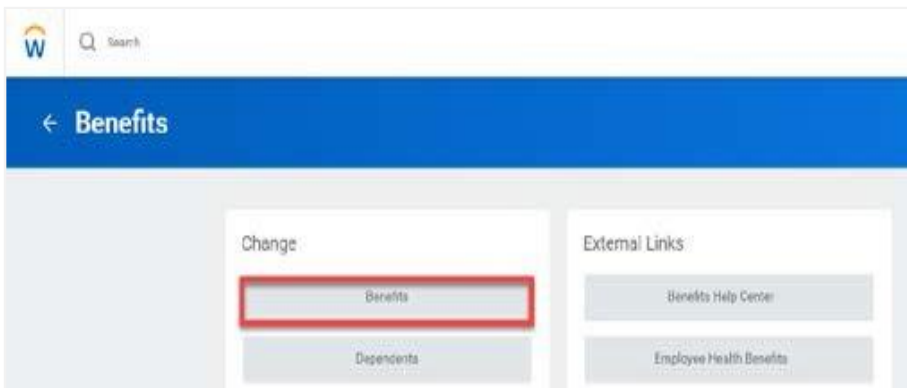 W
Search
← Benefits
Change
Benefits
Dependents
External Links
Benefits Help Center
Employee Health Benefits